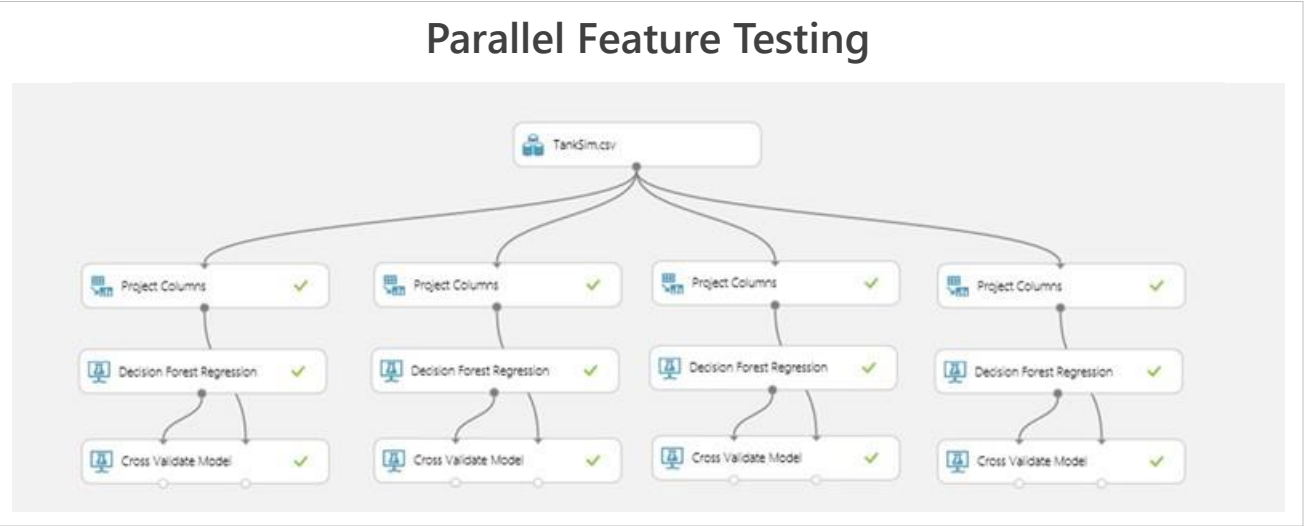 Parallel Feature Testing
TankSim.csv
Project Columns
Project Columns
Project Columns
Project Columns
Decision Forest Regression
Decision Forest Regression
Decision Forest Regression
Decision Forest Regression
Cross Validate Model
Cross Validate Model
Cross Validate Model
Cross Validate Model